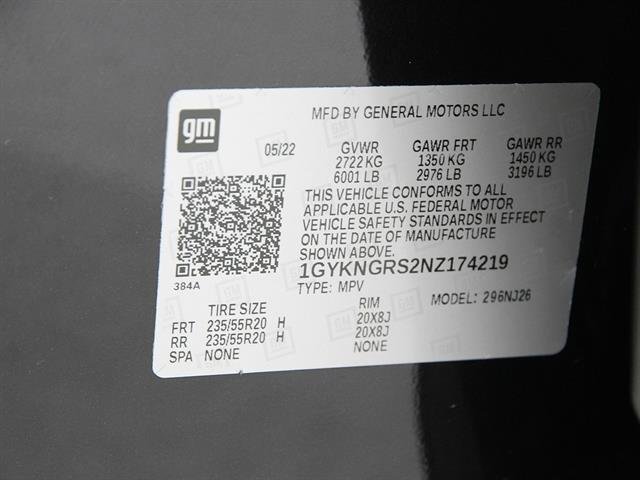 gm
MFD BY GENERAL MOTORS LLC
05/22 GVWR GAWR FRT GAWR RR
2722 KG 1350 KG 1450 KG
6001 LB 2976 LB 3196 LB
THIS VEHICLE CONFORMS TO ALL
APPLICABLE U.S. FEDERAL MOTOR
VEHICLE SAFETY STANDARDS IN EFFECT
ON THE DATE OF MANUFACTURE
SHOWN ABOVE.
384A
1GYKNGRS2NZ174219
TYPE: MPV MODEL: 296NJ26
TIRE SIZE RIM
FRT 235/55R20 H 20X8J
RR 235/55R20 H 20X8J
SPA NONE NONE